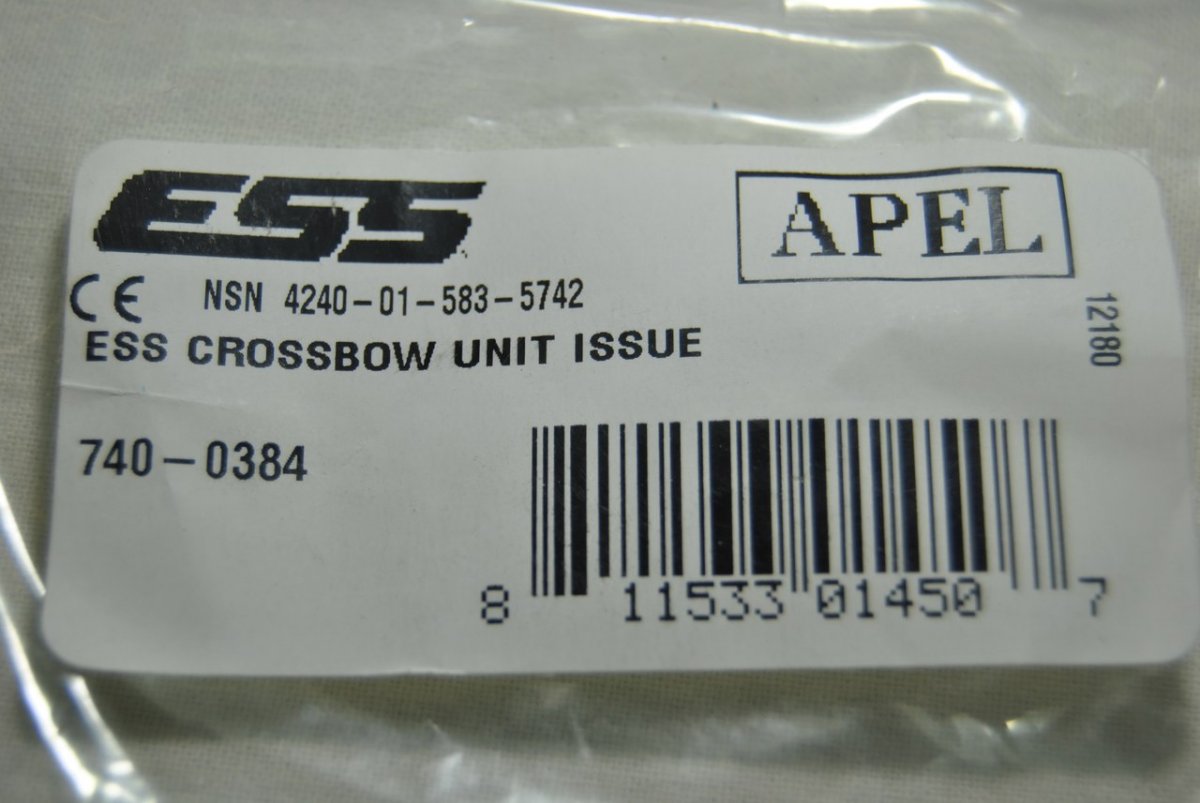 ESS
APEL
CE NSN 4240-01-583-5742
ESS CROSSBOW UNIT ISSUE
12180
740-0384
8 11533 01450 7